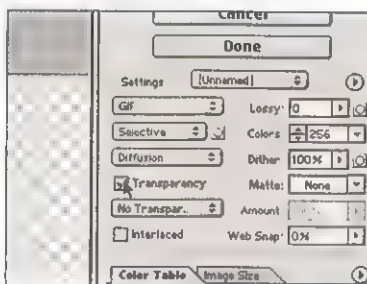 Cancel
Done
Settings [Unnamed]
GIF Lossy: 0
Selective Colors 256
Diffusion Dither 100%
Transparency Matte: None
No Transpar... Amount
Interlaced Web Snap: 0%
Color Table Image Size